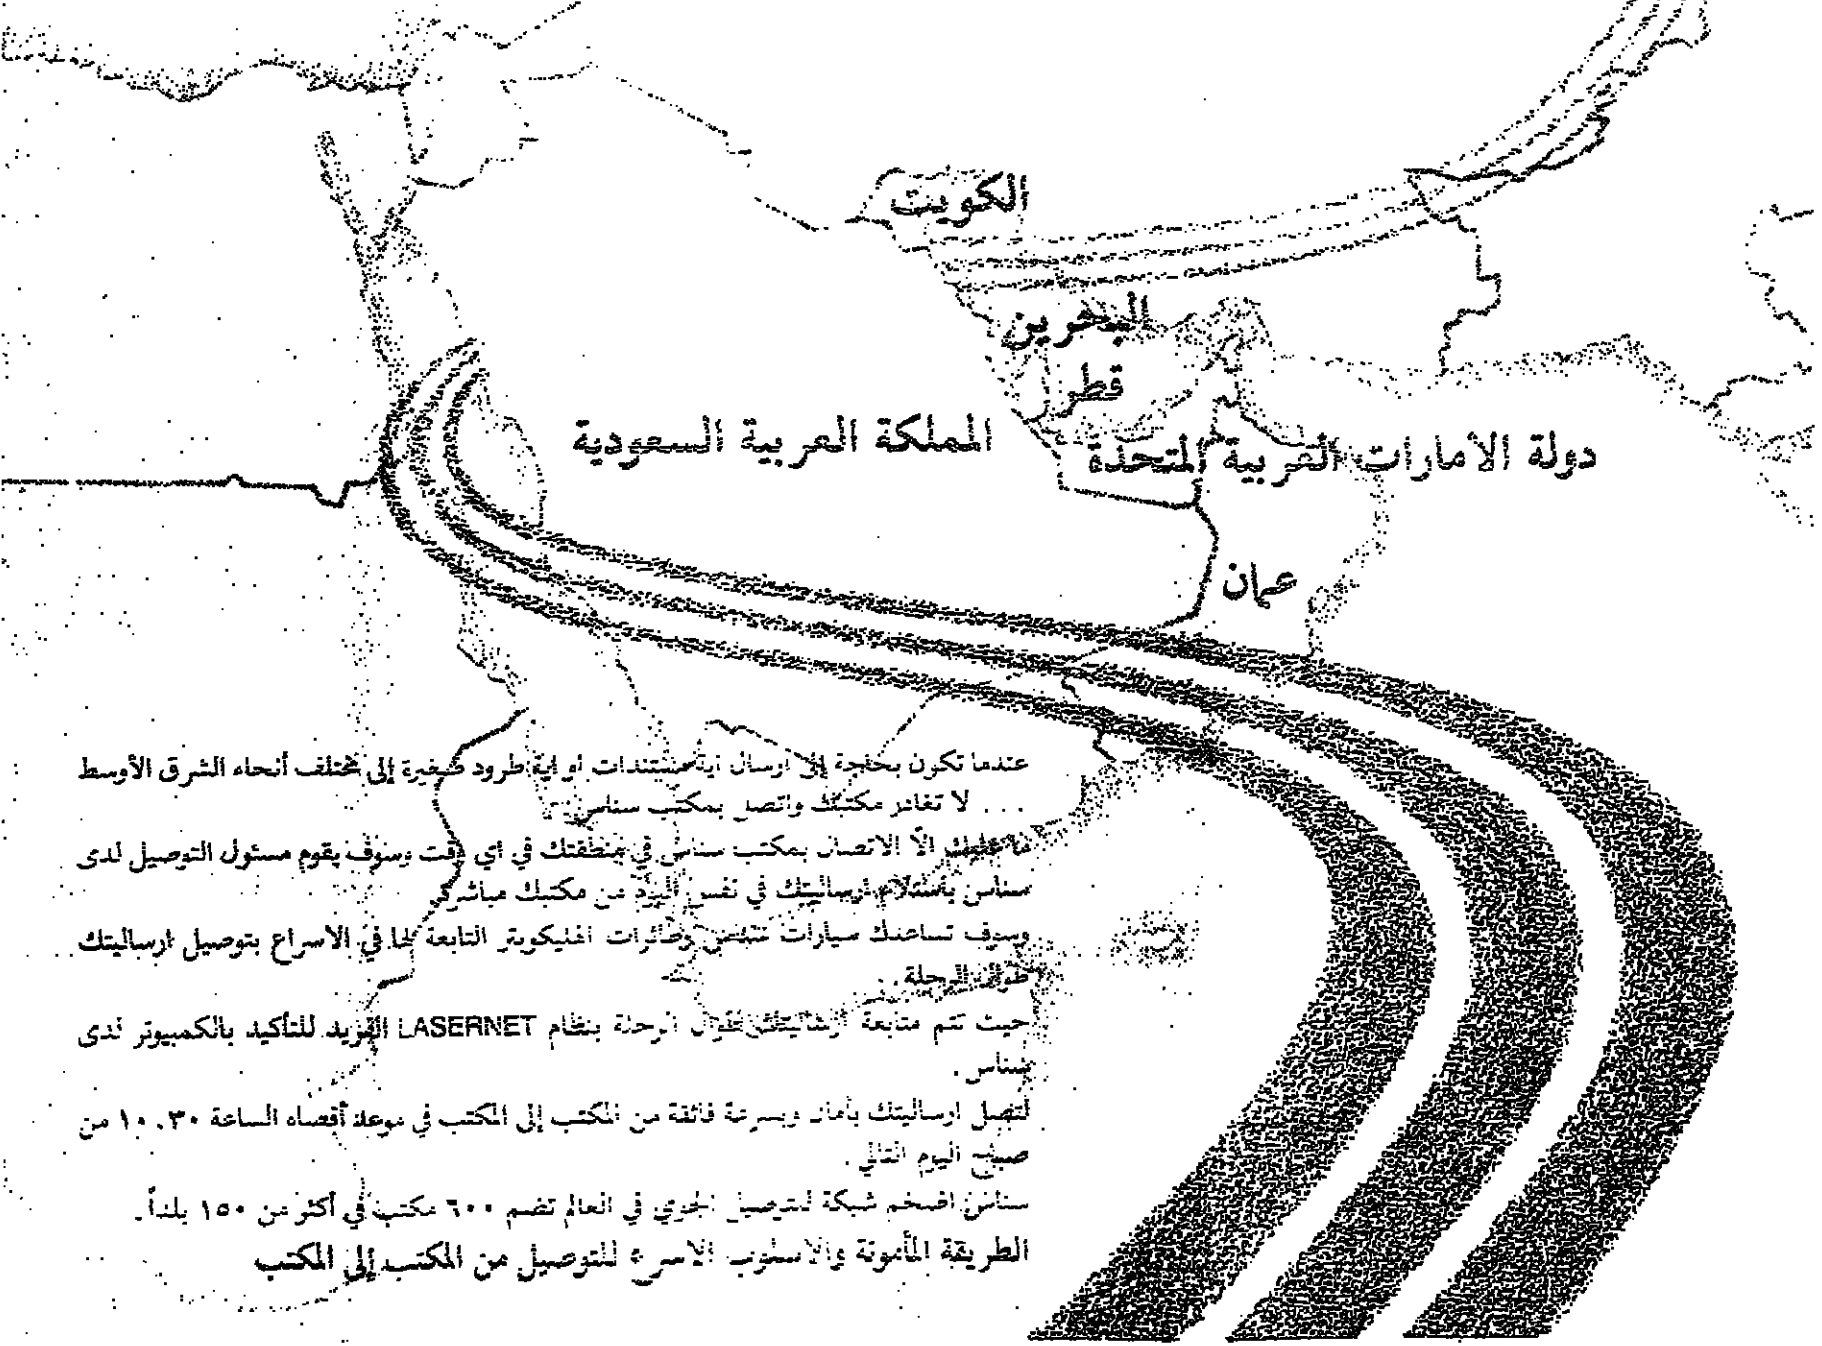 الكويت
البحرين
قطر
المملكة العربية السعودية
دولة الامارات العربية المتحدة
عمان
عندما تكون بحاجة إلى ارسال اية مستندات او اية طرود صغيرة إلى مختلف أنحاء الشرق الأوسط
... لا تغادر مكتبك واتصل بمكتب سناس
ما عليك الاّ الاتصال بمكتب سناس في منطقتك في اي وقت وسوف يقوم مسئول التوصيل لدى
سناس باستلام ارساليتك في نفس اليوم من مكتبك مباشرة
وسوف تساعدك سيارات سناس وطائرات الهليكوبتر التابعة لها في الاسراع بتوصيل ارساليتك
طوال الرحلة .
حيث تتم متابعة ارساليتك طوال الرحلة بنظام LASERNET الفريد للتأكيد بالكمبيوتر لدى
سناس .
لتصل ارساليتك بأمان وبسرعة فائقة من المكتب إلى المكتب في موعد أقصاه الساعة ١٠.٣٠ من
صباح اليوم التالي .
سناس اضخم شبكة للتوصيل الجوي في العالم تضم ٦٠٠ مكتب في أكثر من ١٥٠ بلداً .
الطريقة المأمونة والاسلوب الاسرع للتوصيل من المكتب إلى المكتب